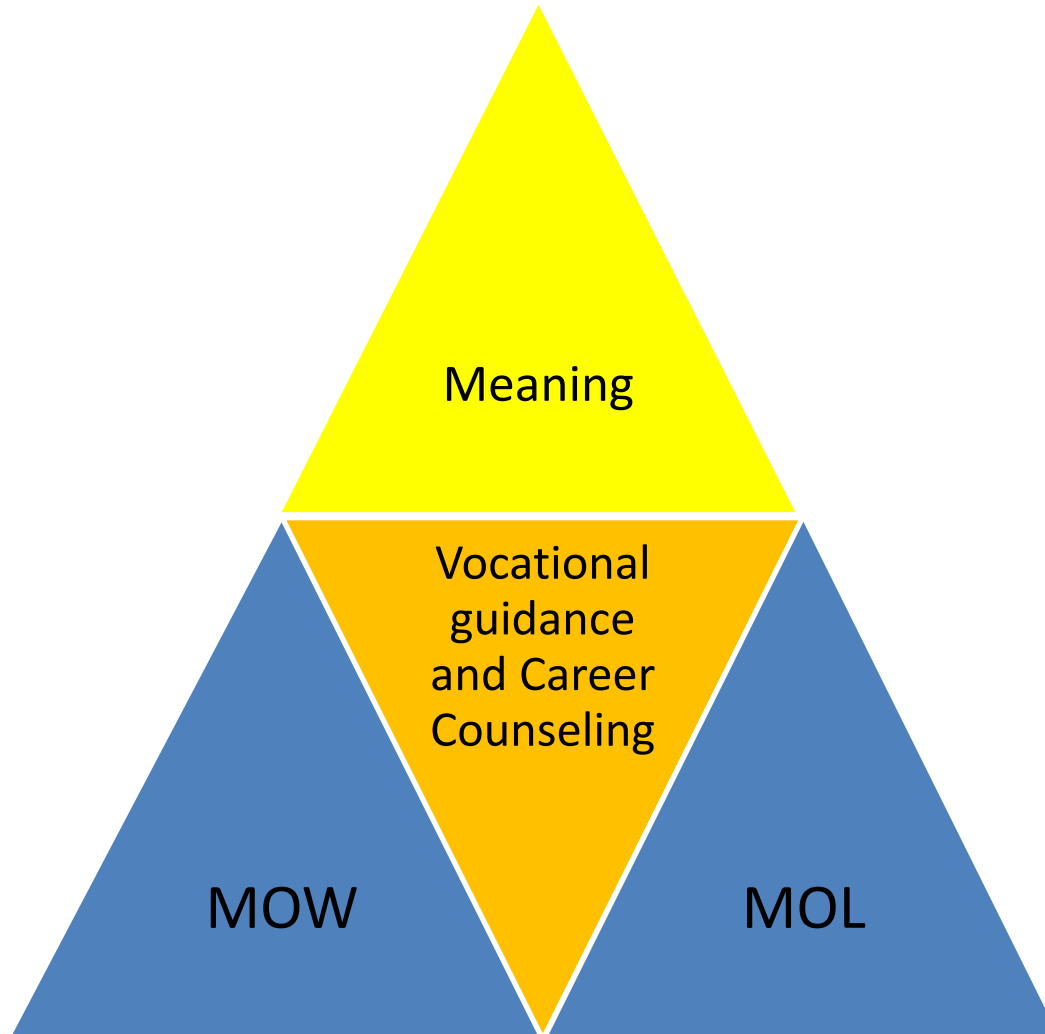 Meaning
Vocational
guidance
and Career
Counseling
MOW
MOL